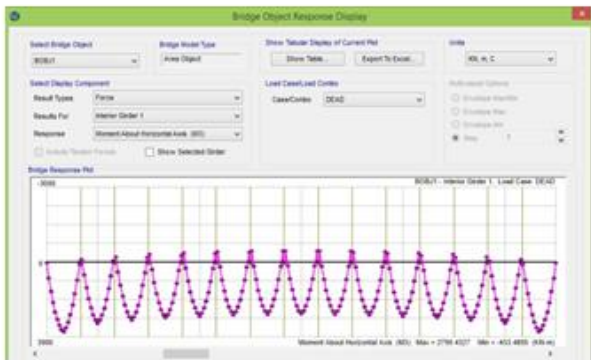 Bridge Object Response Display
Select Bridge Object
BOBJ1
Bridge Model Type
Area Object
Show Tabular Display of Current Plot
Show Table...
Export To Excel...
Units
KN, m, C
Select Display Component
Result Types
Force
Results For
Interior Girder 1
Response
Moment About Horizontal Axis (M3)
Include Tendon Forces
Show Selected Girder
Load Case/Load Combo
Case/Combo
DEAD
Multivalued Options
Envelope Max/Min
Envelope Max
Envelope Min
Step
Bridge Response Plot
BOBJ1 - Interior Girder 1, Load Case: DEAD
0
Moment About Horizontal Axis (M3)